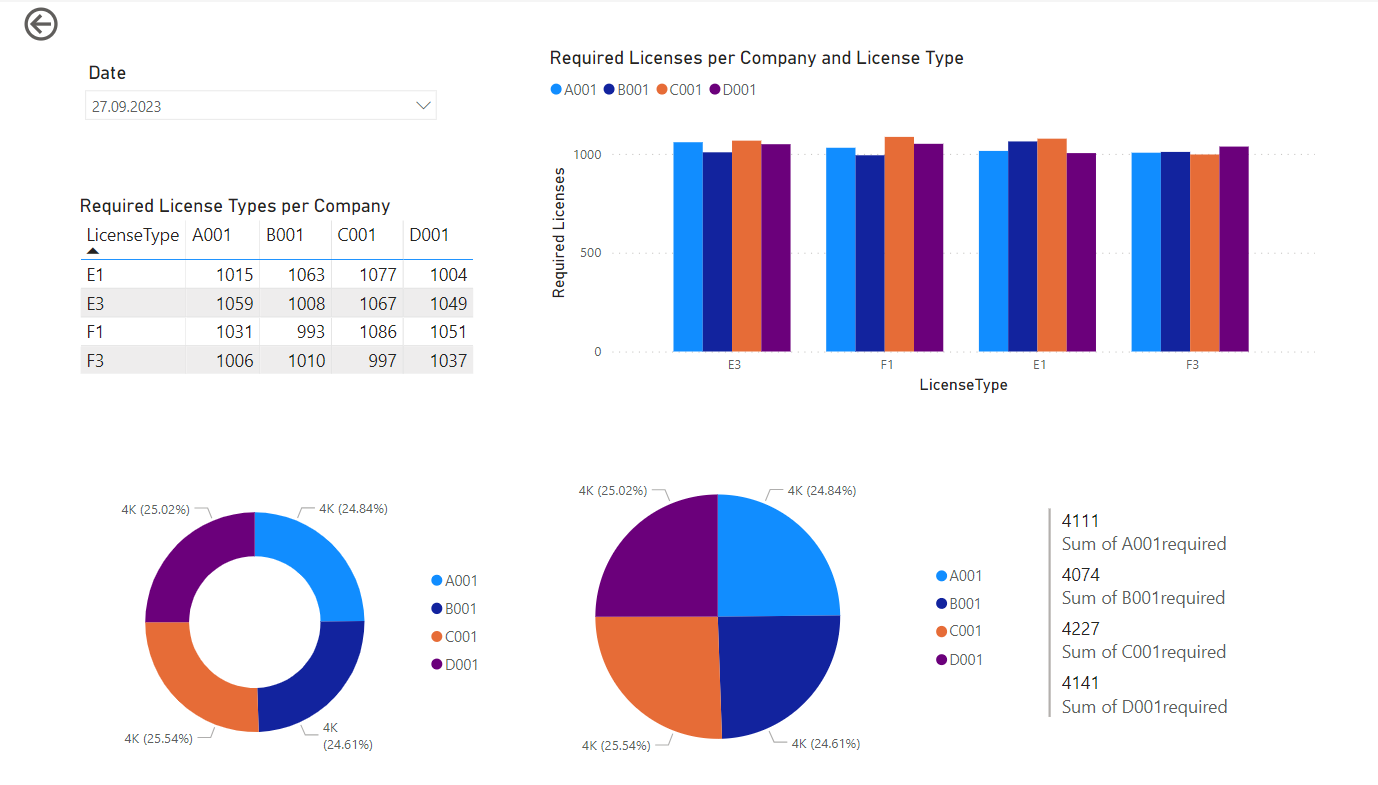 Date
27.09.2023
Required License Types per Company
LicenseType A001 B001 C001 D001
E1 1015 1063 1077 1004
E3 1059 1008 1067 1049
F1 1031 993 1086 1051
F3 1006 1010 997 1037
Required Licenses per Company and License Type
A001 B001 C001 D001
Required Licenses
1000
500
0
E3 F1 E1 F3
LicenseType
4K (25.02%)
4K (24.84%)
4K (25.54%)
4K
(24.61%)
A001
B001
C001
D001
4K (25.02%)
4K (24.84%)
4K (25.54%)
4K (24.61%)
A001
B001
C001
D001
4111
Sum of A001required
4074
Sum of B001required
4227
Sum of C001required
4141
Sum of D001required